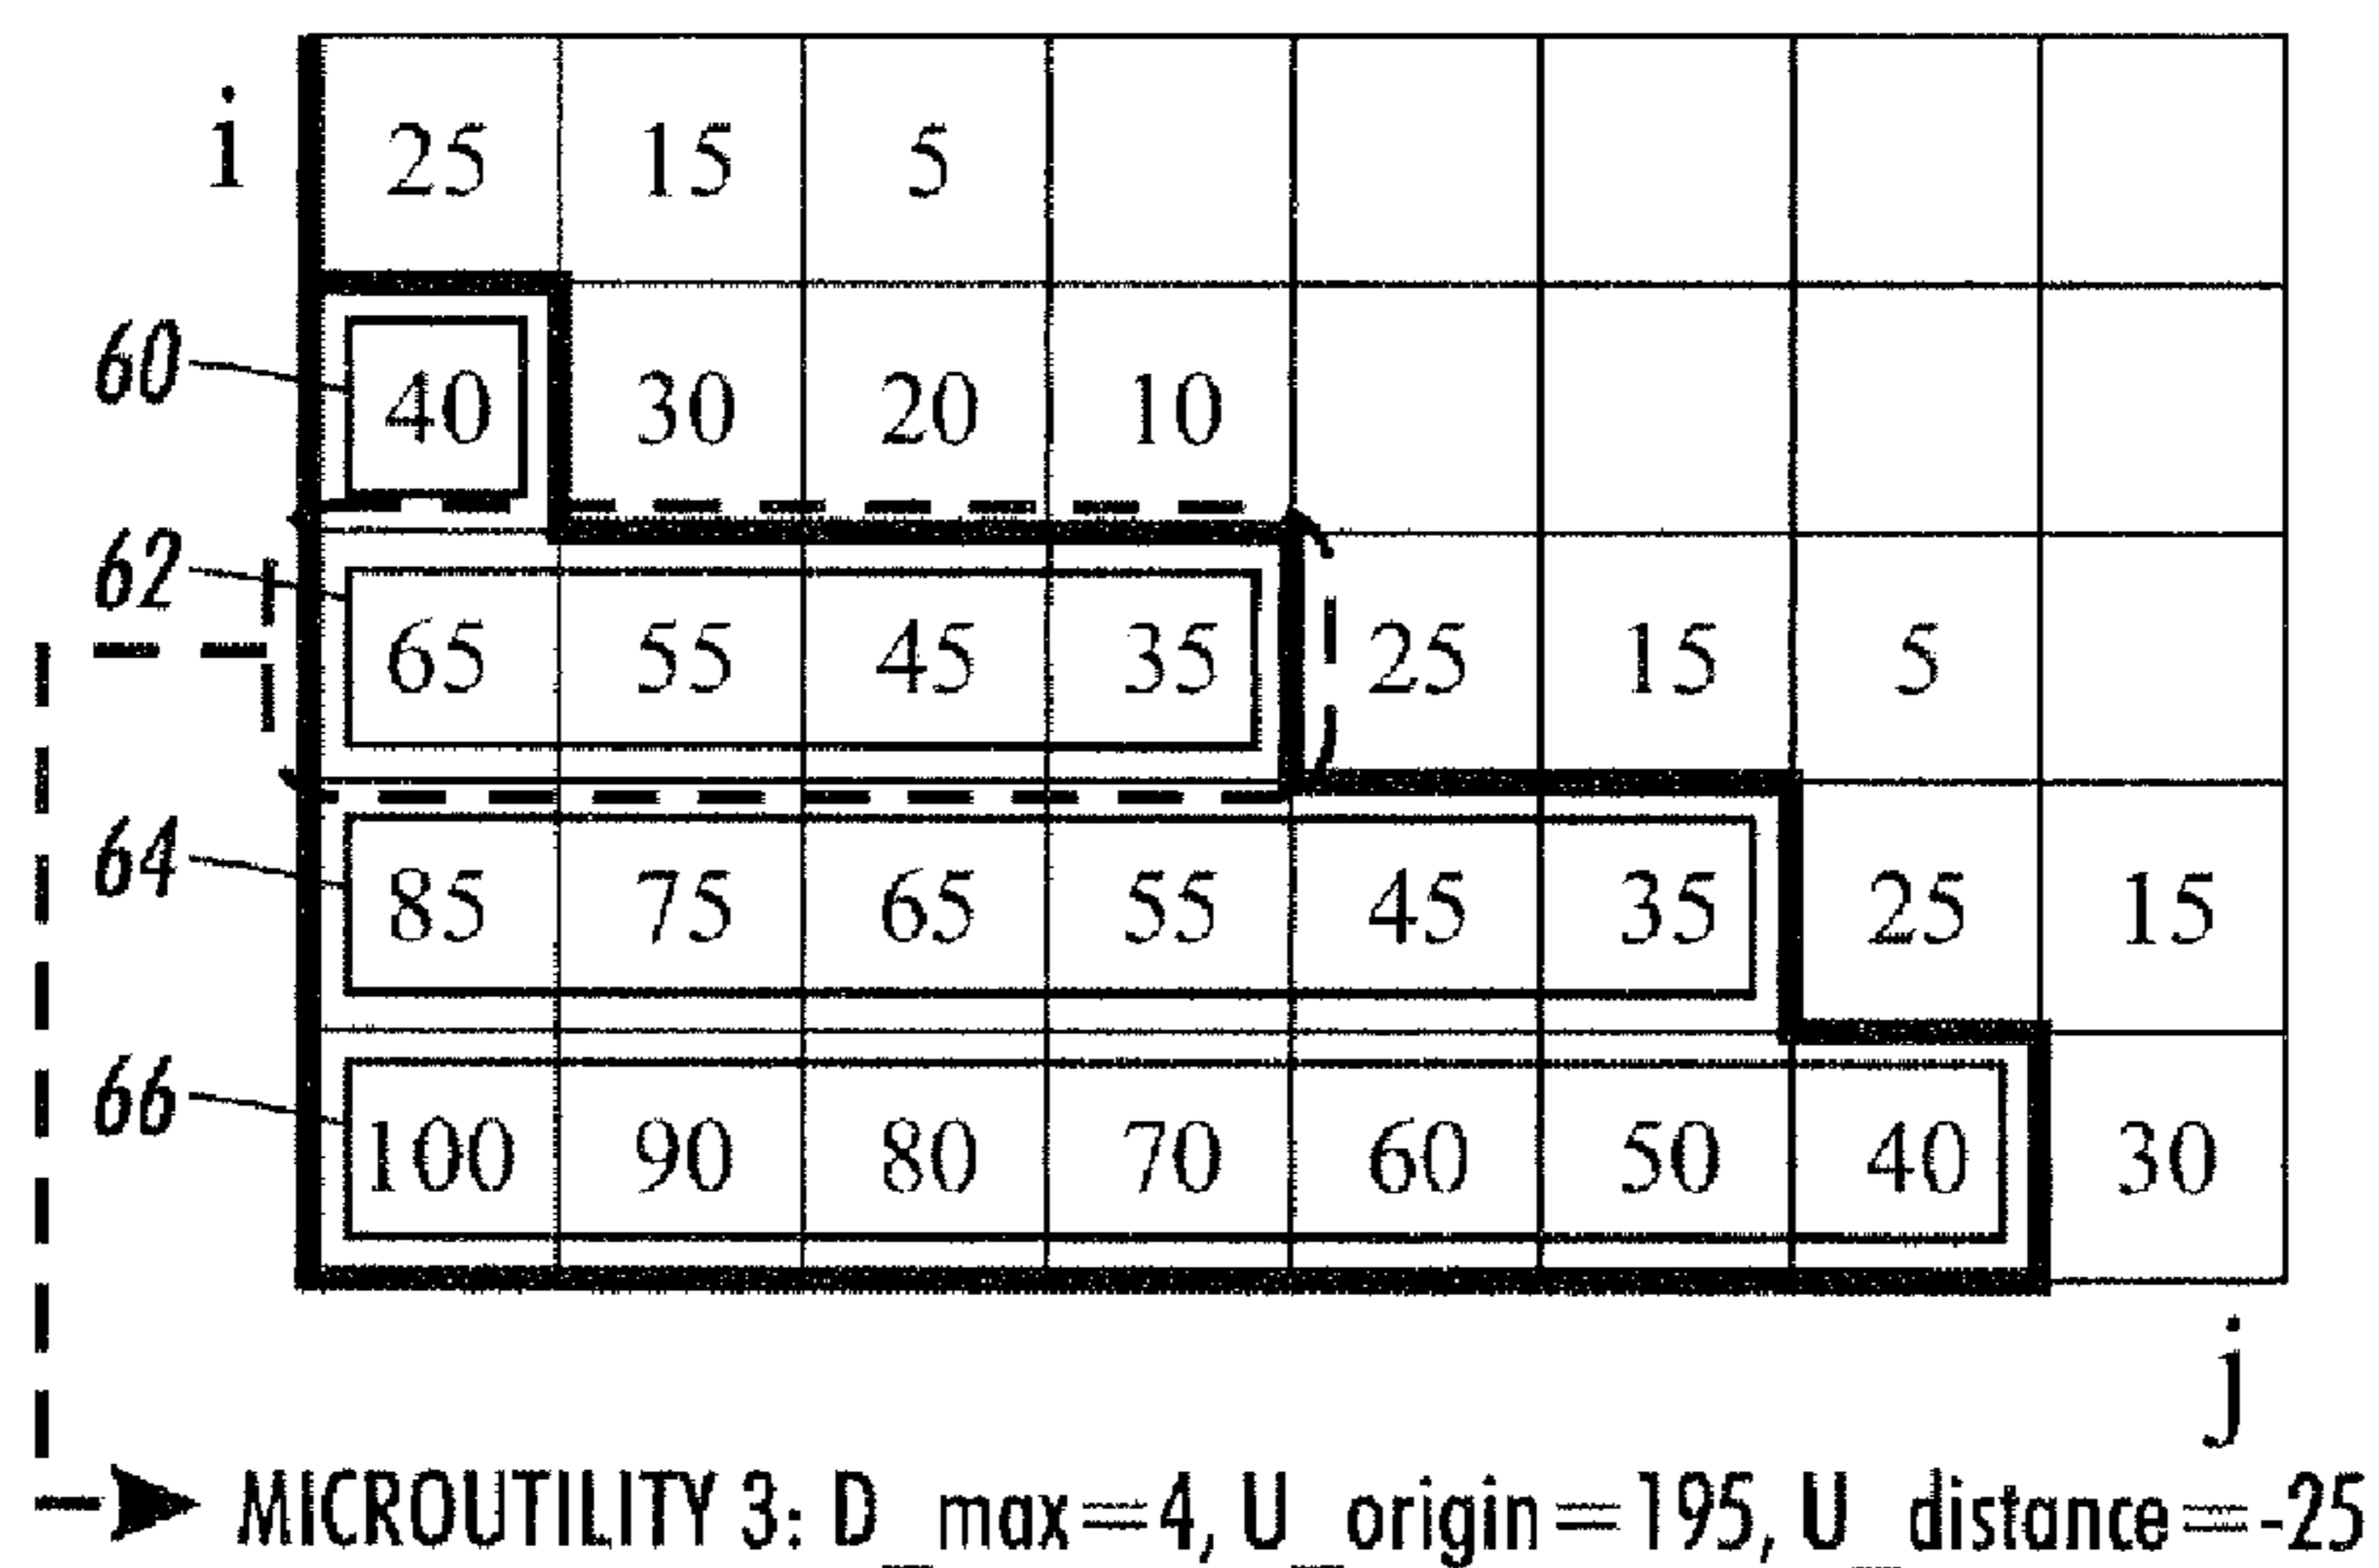 i 25 15 5
60 40 30 20 10
62 65 55 45 35 25 15 5
64 85 75 65 55 45 35 25 15
66 100 90 80 70 60 50 40 30
j
MICROUTILITY 3: D_max=4, U_origin=195, U_distance=-25